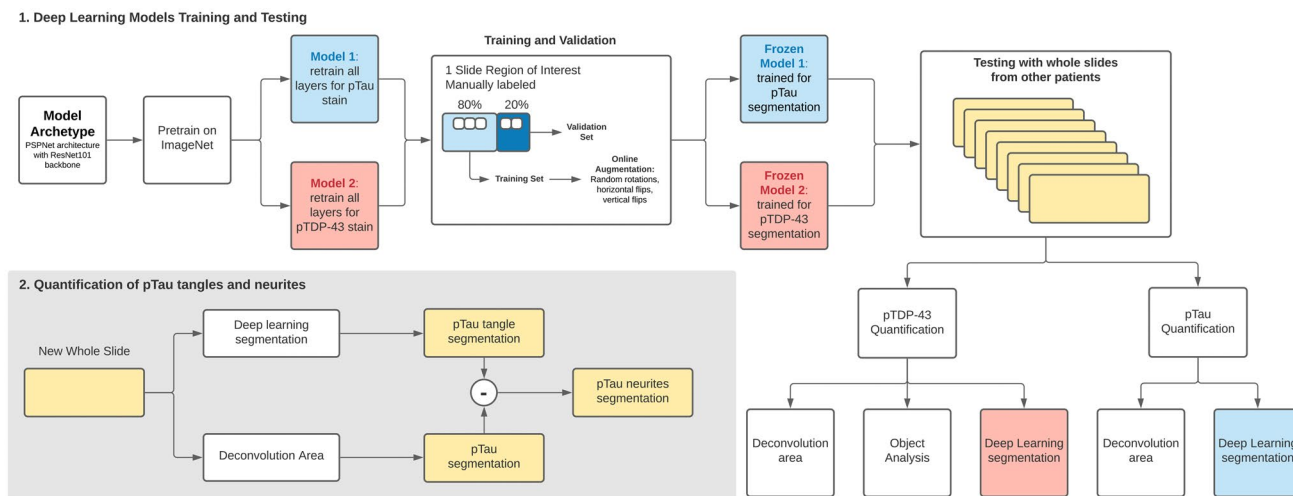 1. Deep Learning Models Training and Testing
Model
Archetype
PSPNet architecture
with ResNet101
backbone
Pretrain on
ImageNet
Model 1:
retrain all
layers for pTau
stain
Model 2:
retrain all
layers for
pTDP-43 stain
Training and Validation
1 Slide Region of Interest
Manually labeled
80%
20%
Validation
Set
Training Set
Online
Augmentation:
Random rotations,
horizontal flips,
vertical flips
Frozen
Model 1:
trained for
pTau
segmentation
Frozen
Model 2:
trained for
pTDP-43
segmentation
Testing with whole slides
from other patients
pTDP-43
Quantification
pTau
Quantification
Deconvolution
area
Object
Analysis
Deep Learning
segmentation
Deconvolution
area
Deep Learning
segmentation
2. Quantification of pTau tangles and neurites
New Whole Slide
Deep learning
segmentation
pTau tangle
segmentation
-
pTau neurites
segmentation
Deconvolution Area
pTau
segmentation